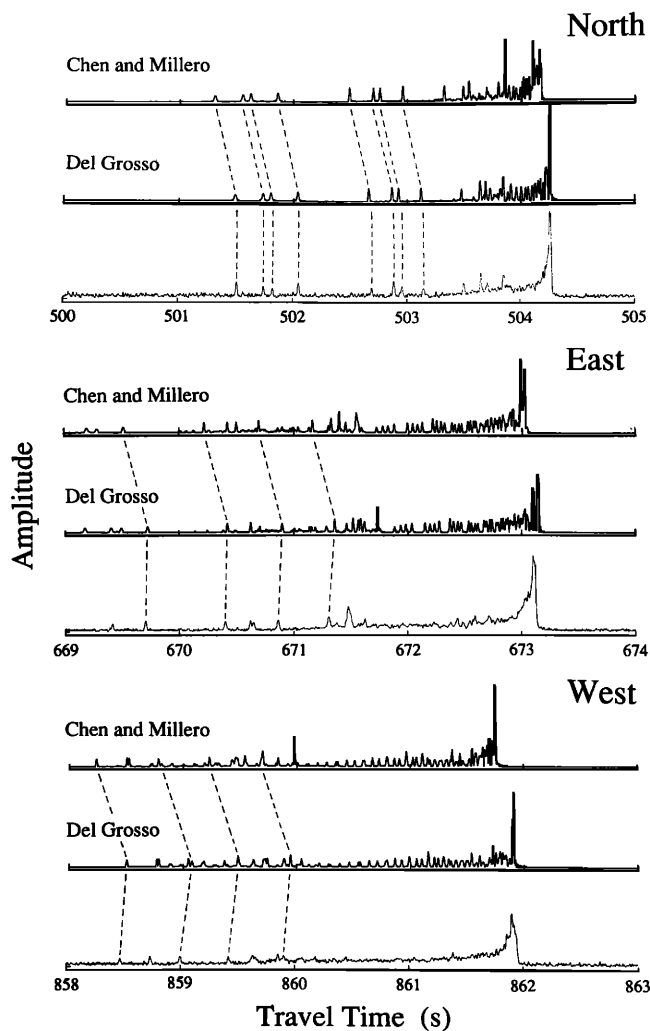 North
Chen and Millero
Del Grosso
500 501 502 503 504 505
East
Chen and Millero
Del Grosso
Amplitude
669 670 671 672 673 674
West
Chen and Millero
Del Grosso
858 859 860 861 862 863
Travel Time (s)